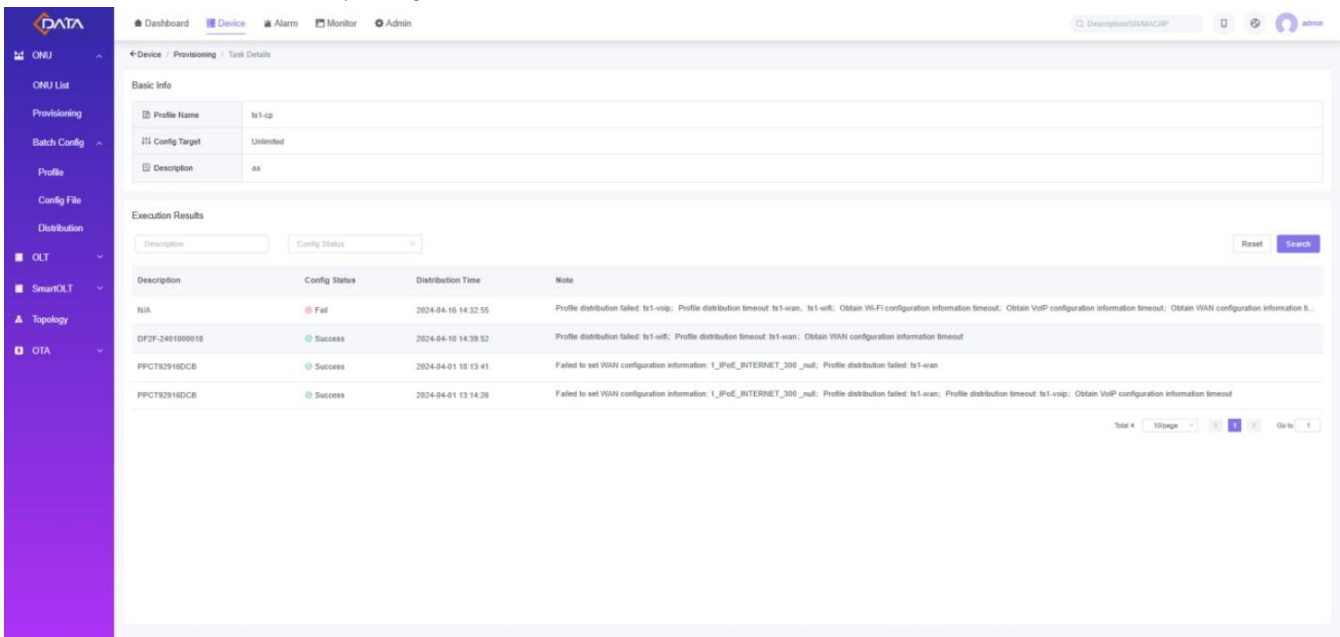 DATA
Dashboard Device Alarm Monitor Admin
Description/SN/MAC/IP
admin
ONU
ONU List
Provisioning
Batch Config
Profile
Config File
Distribution
OLT
SmartOLT
Topology
OTA
Device / Provisioning / Task Details
Basic Info
Profile Name ts1-cp
Config Target Unlimited
Description aa
Execution Results
Description Config Status Reset Search
Description Config Status Distribution Time Note
N/A Fail 2024-04-16 14:32:55 Profile distribution failed: ts1-voip; Profile distribution timeout: ts1-wan、ts1-wifi; Obtain Wi-Fi configuration information timeout; Obtain VoIP configuration information timeout; Obtain WAN configuration information ti...
DF2F-2401000018 Success 2024-04-10 14:39:52 Profile distribution failed: ts1-wifi; Profile distribution timeout: ts1-wan; Obtain WAN configuration information timeout
PPCT92916DCB Success 2024-04-01 18:13:41 Failed to set WAN configuration information: 1_IPoE_INTERNET_300 _null; Profile distribution failed: ts1-wan
PPCT92916DCB Success 2024-04-01 13:14:26 Failed to set WAN configuration information: 1_IPoE_INTERNET_300 _null; Profile distribution failed: ts1-wan; Profile distribution timeout: ts1-voip; Obtain VoIP configuration information timeout
Total 4 10/page 1 Go to 1